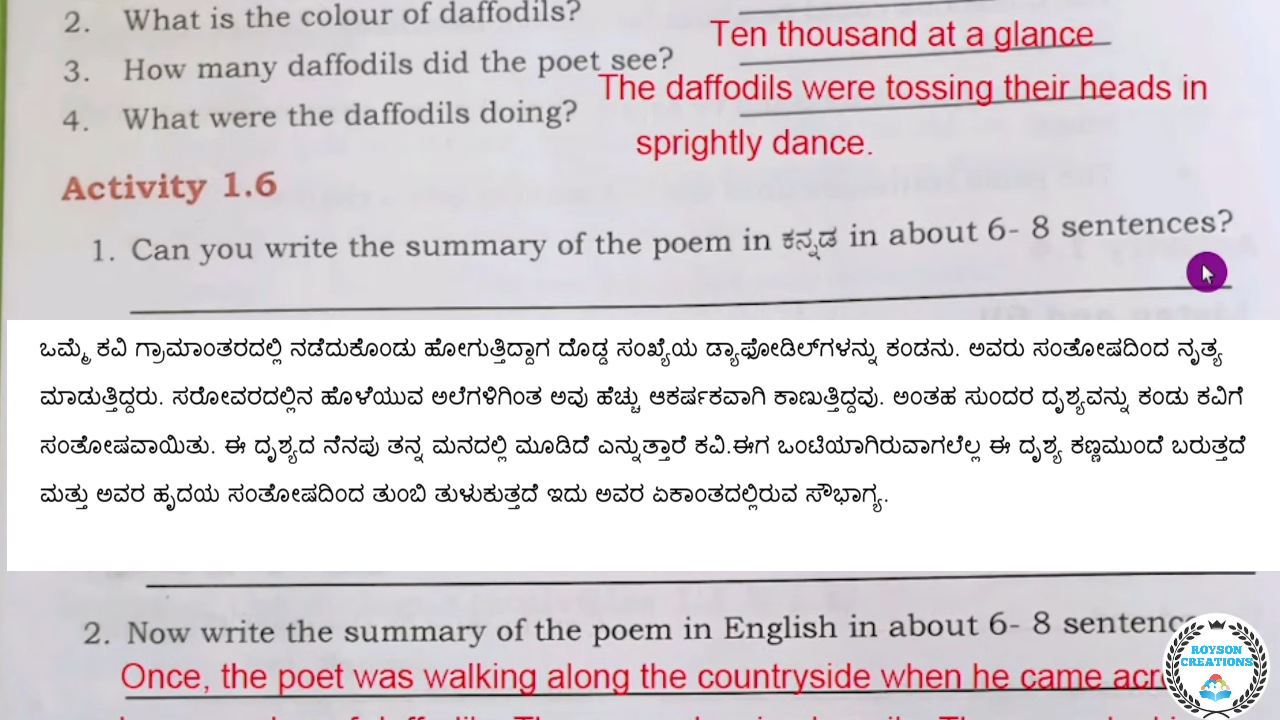 2. What is the colour of daffodils?
Ten thousand at a glance
3. How many daffodils did the poet see?
The daffodils were tossing their heads in
4. What were the daffodils doing?
sprightly dance.
Activity 1.6
1. Can you write the summary of the poem in ಕನ್ನಡ in about 6- 8 sentences?
ಒಮ್ಮೆ ಕವಿ ಗ್ರಾಮಾಂತರದಲ್ಲಿ ನಡೆದುಕೊಂಡು ಹೋಗುತ್ತಿದ್ದಾಗ ದೊಡ್ಡ ಸಂಖ್ಯೆಯ ಡ್ಯಾಫೋಡಿಲ್‌ಗಳನ್ನು ಕಂಡನು. ಅವರು ಸಂತೋಷದಿಂದ ನೃತ್ಯ
ಮಾಡುತ್ತಿದ್ದರು. ಸರೋವರದಲ್ಲಿನ ಹೊಳೆಯುವ ಅಲೆಗಳಿಗಿಂತ ಅವು ಹೆಚ್ಚು ಆಕರ್ಷಕವಾಗಿ ಕಾಣುತ್ತಿದ್ದವು. ಅಂತಹ ಸುಂದರ ದೃಶ್ಯವನ್ನು ಕಂಡು ಕವಿಗೆ
ಸಂತೋಷವಾಯಿತು. ಈ ದೃಶ್ಯದ ನೆನಪು ತನ್ನ ಮನದಲ್ಲಿ ಮೂಡಿದೆ ಎನ್ನುತ್ತಾರೆ ಕವಿ.ಈಗ ಒಂಟಿಯಾಗಿರುವಾಗಲೆಲ್ಲ ಈ ದೃಶ್ಯ ಕಣ್ಣಮುಂದೆ ಬರುತ್ತದೆ
ಮತ್ತು ಅವರ ಹೃದಯ ಸಂತೋಷದಿಂದ ತುಂಬಿ ತುಳುಕುತ್ತದೆ ಇದು ಅವರ ಏಕಾಂತದಲ್ಲಿರುವ ಸೌಭಾಗ್ಯ.
2. Now write the summary of the poem in English in about 6- 8
Once, the poet was walking along the countryside when he came
ROYSON
CREATIONS